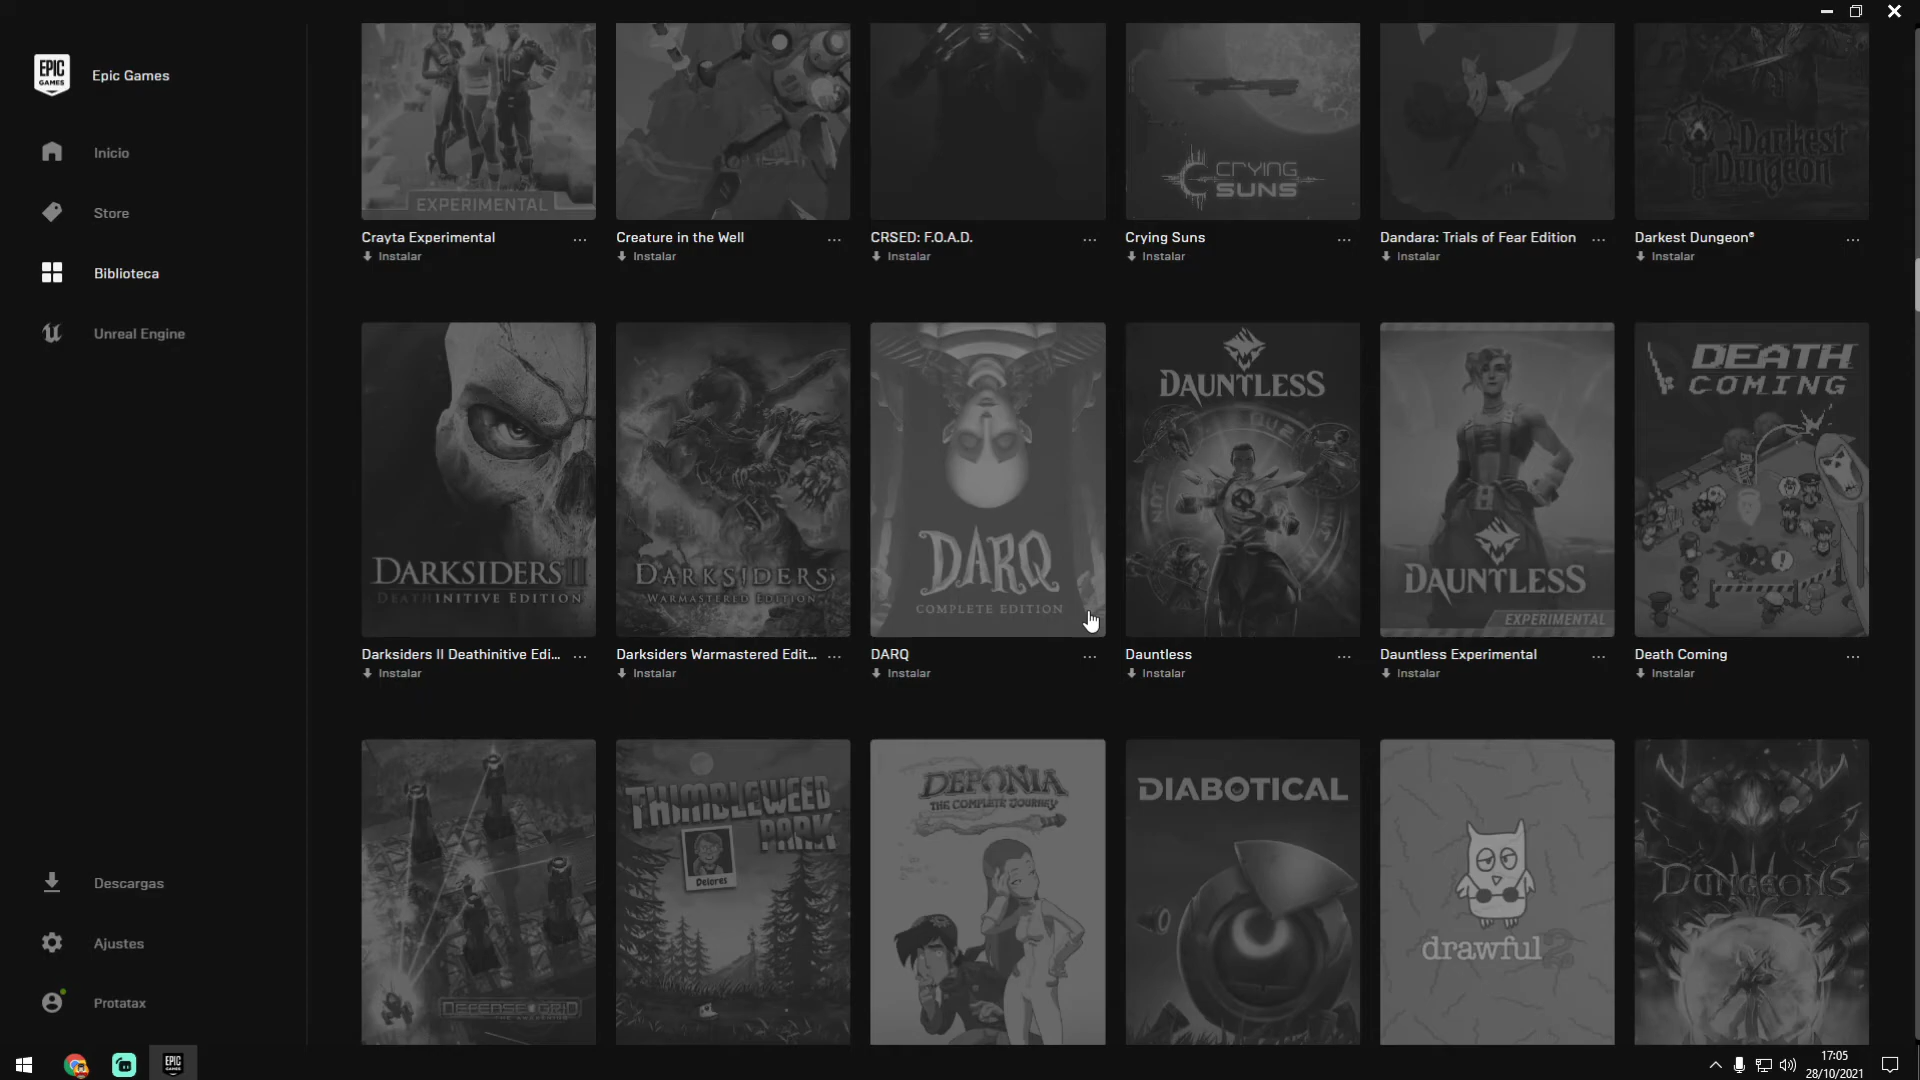 EPIC
GAMES
Epic Games
Inicio
Store
Biblioteca
Unreal Engine
Descargas
Ajustes
Protatax
EXPERIMENTAL
CRYING
SUNS
Darkest
Dungeon
Crayta Experimental
...
Creature in the Well
...
CRSED: F.O.A.D.
...
Crying Suns
...
Dandara: Trials of Fear Edition
...
Darkest Dungeon®
...
Instalar
Instalar
Instalar
Instalar
Instalar
Instalar
DARKSIDERS II
DEATHINITIVE EDITION
DARKSIDERS
WARMASTERED EDITION
DARQ
COMPLETE EDITION
DAUNTLESS
DAUNTLESS
EXPERIMENTAL
DEATH
COMING
Darksiders II Deathinitive Edi...
...
Darksiders Warmastered Edit...
...
DARQ
...
Dauntless
...
Dauntless Experimental
...
Death Coming
...
Instalar
Instalar
Instalar
Instalar
Instalar
Instalar
DEFENSE GRID
THE AWAKENING
THIMBLEWEED
PARK
Delores
DEPONIA
THE COMPLETE JOURNEY
DIABOTICAL
drawful 2
DUNGEONS
EPIC
GAMES
17:05
28/10/2021